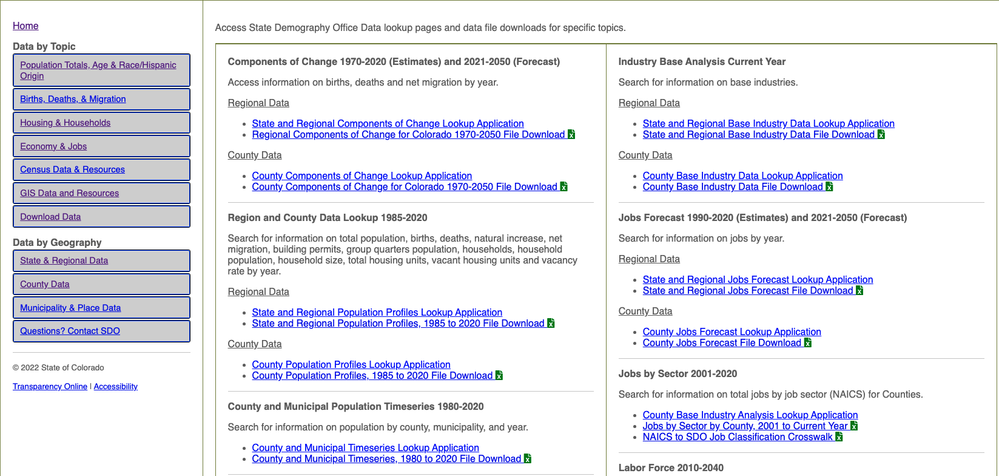 Home
Data by Topic
Population Totals, Age & Race/Hispanic
Origin
Births, Deaths, & Migration
Housing & Households
Economy & Jobs
Census Data & Resources
GIS Data and Resources
Download Data
Data by Geography
State & Regional Data
County Data
Municipality & Place Data
Questions? Contact SDO
© 2022 State of Colorado
Transparency Online | Accessibility
Access State Demography Office Data lookup pages and data file downloads for specific topics.
Components of Change 1970-2020 (Estimates) and 2021-2050 (Forecast)
Access information on births, deaths and net migration by year.
Regional Data
State and Regional Components of Change Lookup Application
Regional Components of Change for Colorado 1970-2050 File Download
County Data
County Components of Change Lookup Application
County Components of Change for Colorado 1970-2050 File Download
Region and County Data Lookup 1985-2020
Search for information on total population, births, deaths, natural increase, net
migration, building permits, group quarters population, households, household
population, household size, total housing units, vacant housing units and vacancy
rate by year.
Regional Data
State and Regional Population Profiles Lookup Application
State and Regional Population Profiles, 1985 to 2020 File Download
County Data
County Population Profiles Lookup Application
County Population Profiles, 1985 to 2020 File Download
County and Municipal Population Timeseries 1980-2020
Search for information on population by county, municipality, and year.
County and Municipal Timeseries Lookup Application
County and Municipal Timeseries, 1980 to 2020 File Download
Industry Base Analysis Current Year
Search for information on base industries.
Regional Data
State and Regional Base Industry Data Lookup Application
State and Regional Base Industry Data File Download
County Data
County Base Industry Data Lookup Application
County Base Industry Data File Download
Jobs Forecast 1990-2020 (Estimates) and 2021-2050 (Forecast)
Search for information on jobs by year.
Regional Data
State and Regional Jobs Forecast Lookup Application
State and Regional Jobs Forecast File Download
County Data
County Jobs Forecast Lookup Application
County Jobs Forecast File Download
Jobs by Sector 2001-2020
Search for information on total jobs by job sector (NAICS) for Counties.
County Base Industry Analysis Lookup Application
Jobs by Sector by County, 2001 to Current Year
NAICS to SDO Job Classification Crosswalk
Labor Force 2010-2040